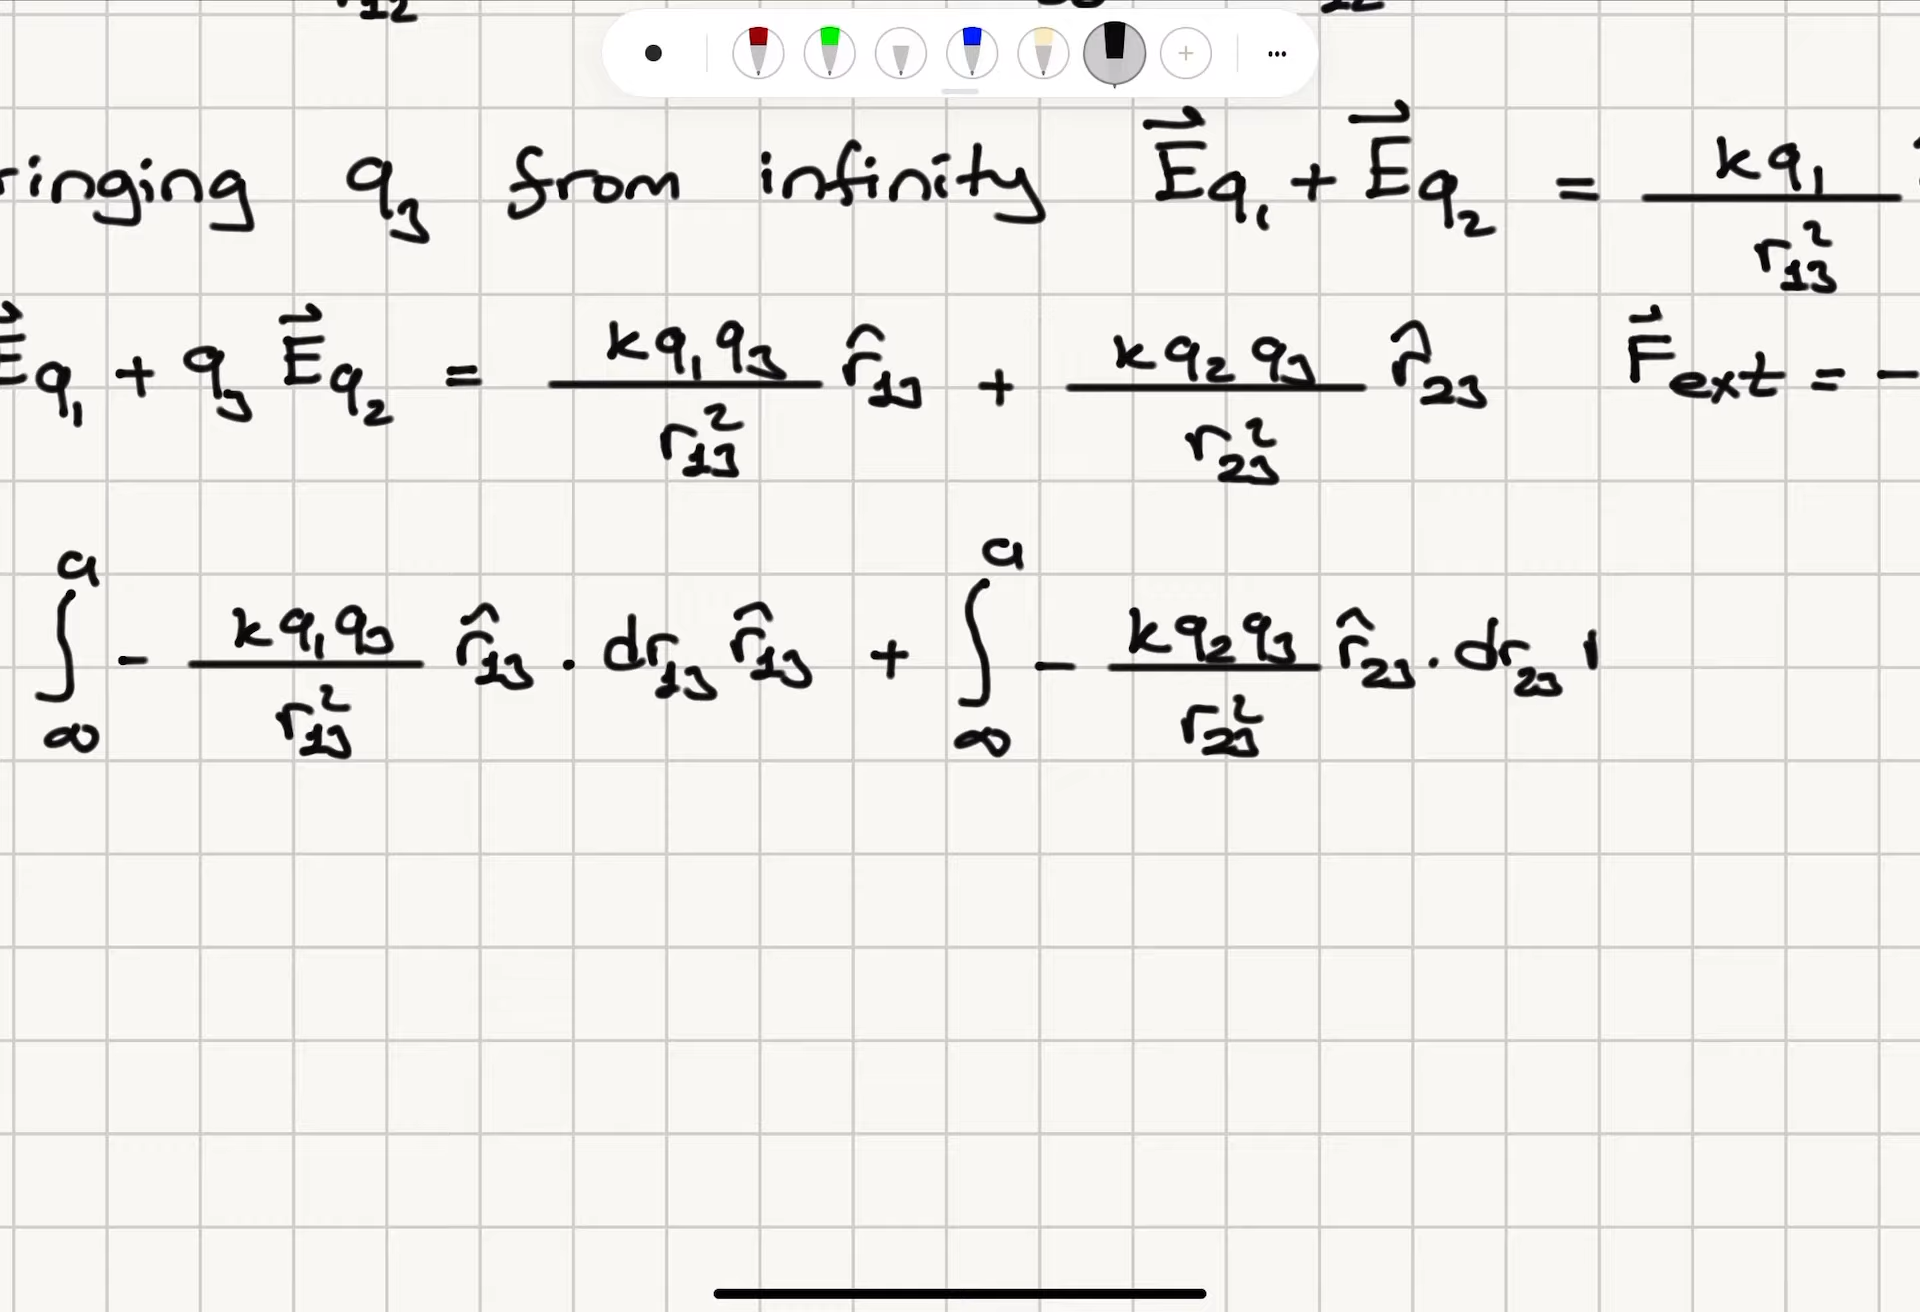 r₁₂
ringing q₃ from infinity E⃗q₁ + E⃗q₂ = kq₁ / r₁₃²
E⃗q₁ + q₃ E⃗q₂ = kq₁q₃ / r₁₃² r̂₁₃ + kq₂q₃ / r₂₃² r̂₂₃ F⃗ext = -
∫_∞^a - kq₁q₃ / r₁₃² r̂₁₃ · dr₁₃ r̂₁₃ + ∫_∞^a - kq₂q₃ / r₂₃² r̂₂₃ · dr₂₃